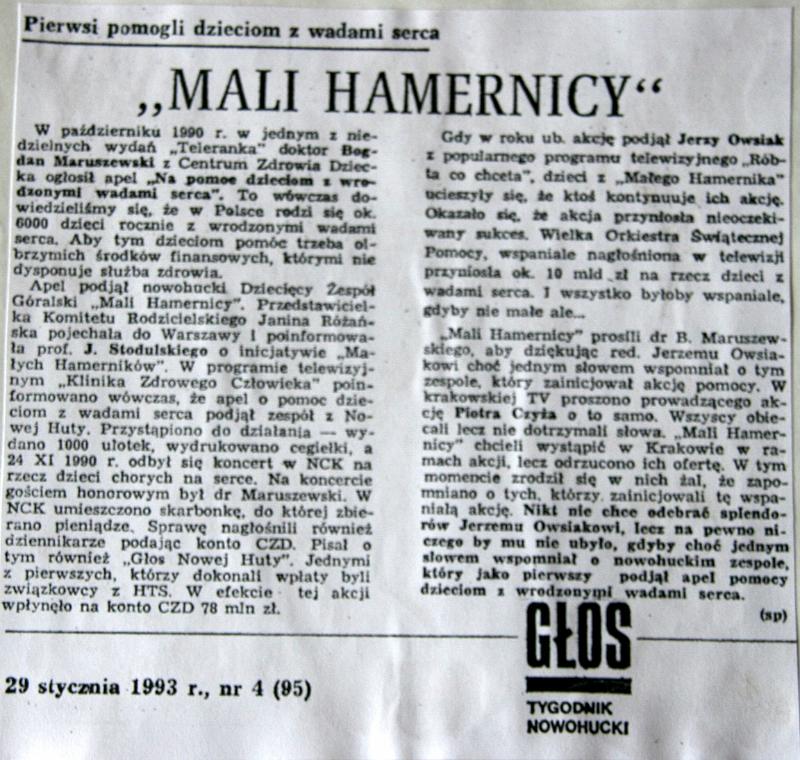 Pierwsi pomogli dzieciom z wadami serca
„MALI HAMERNICY“
W październiku 1990 r. w jednym z nie-
dzielnych wydań „Teleranka” doktor Bog-
dan Maruszewski z Centrum Zdrowia Dziec-
ka ogłosił apel „Na pomoc dzieciom z wro-
dzonymi wadami serca”. To wówczas do-
wiedzieliśmy się, że w Polsce rodzi się ok.
6000 dzieci rocznie z wrodzonymi wadami
serca. Aby tym dzieciom pomóc trzeba ol-
brzymich środków finansowych, którymi nie
dysponuje służba zdrowia.
Apel podjął nowohucki Dziecięcy Zespół
Góralski „Mali Hamernicy”. Przedstawiciel-
ka Komitetu Rodzicielskiego Janina Różań-
ska pojechała do Warszawy i poinformowa-
ła prof. J. Stodulskiego o inicjatywie „Ma-
łych Hamerników”. W programie telewizyj-
nym „Klinika Zdrowego Człowieka” poin-
formowano wówczas, że apel o pomoc dzie-
ciom z wadami serca podjął zespół z No-
wej Huty. Przystąpiono do działania — wy-
dano 1000 ulotek, wydrukowano cegiełki, a
24 XI 1990 r. odbył się koncert w NCK na
rzecz dzieci chorych na serce. Na koncercie
gościem honorowym był dr Maruszewski. W
NCK umieszczono skarbonkę, do której zbie-
rano pieniądze. Sprawę nagłośnili również
dziennikarze podając konto CZD. Pisał o
tym również „Głos Nowej Huty”. Jednymi
z pierwszych, którzy dokonali wpłaty byli
związkowcy z HTS. W efekcie tej akcji
wpłynęło na konto CZD 78 mln zł.
Gdy w roku ub. akcję podjął Jerzy Owsiak
z popularnego programu telewizyjnego „Rób-
ta co chceta”, dzieci z „Małego Hamernika”
ucieszyły się, że ktoś kontynuuje ich akcję.
Okazało się, że akcja przyniosła nieoczeki-
wany sukces. Wielka Orkiestra Świątecznej
Pomocy, wspaniale nagłośniona w telewizji
przyniosła ok. 10 mld zł na rzecz dzieci z
wadami serca. I wszystko byłoby wspaniale,
gdyby nie małe ale...
„Mali Hamernicy” prosili dr B. Maruszew-
skiego, aby dziękując red. Jerzemu Owsia-
kowi choć jednym słowem wspomniał o tym
zespole, który zainicjował akcję pomocy. W
krakowskiej TV proszono prowadzącego ak-
cję Piotra Czyża o to samo. Wszyscy obie-
cali lecz nie dotrzymali słowa. „Mali Hamer-
nicy” chcieli wystąpić w Krakowie w ra-
mach akcji, lecz odrzucono ich ofertę. W tym
momencie zrodził się w nich żal, że zapo-
mniano o tych, którzy zainicjowali tę wspa-
niałą akcję. Nikt nie chce odebrać splendo-
rów Jerzemu Owsiakowi, lecz na pewno ni-
czego by mu nie ubyło, gdyby choć jednym
słowem wspomniał o nowohuckim zespole,
który jako pierwszy podjął apel pomocy
dzieciom z wrodzonymi wadami serca.
(sp)
29 stycznia 1993 r., nr 4 (95)
GŁOS
TYGODNIK
NOWOHUCKI